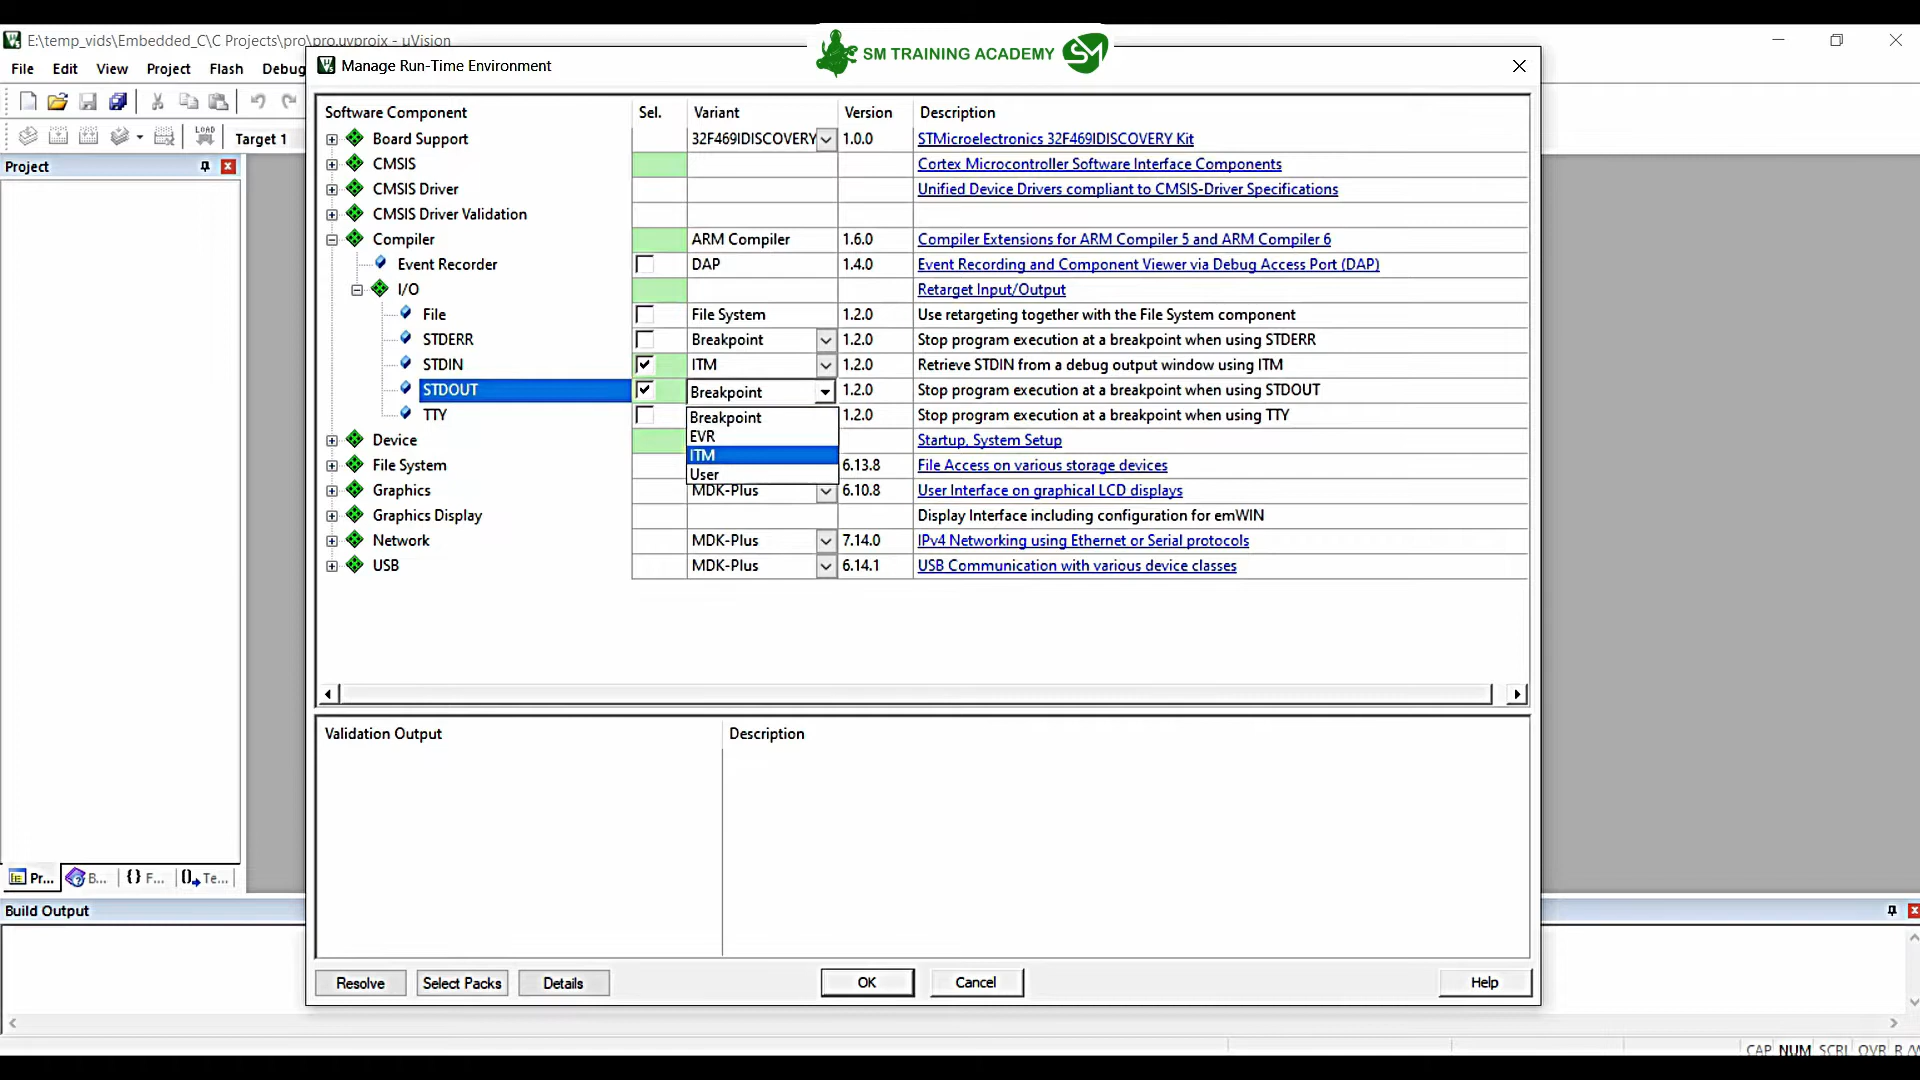 E:\temp_vids\Embedded_C\C Projects\pro\pro.uvprojx - µVision
SM TRAINING ACADEMY
SM
File Edit View Project Flash Debug
Manage Run-Time Environment
LOAD
Target 1
Project
Software Component Sel. Variant Version Description
Board Support 32F469IDISCOVERY 1.0.0 STMicroelectronics 32F469IDISCOVERY Kit
CMSIS Cortex Microcontroller Software Interface Components
CMSIS Driver Unified Device Drivers compliant to CMSIS-Driver Specifications
CMSIS Driver Validation
Compiler ARM Compiler 1.6.0 Compiler Extensions for ARM Compiler 5 and ARM Compiler 6
Event Recorder DAP 1.4.0 Event Recording and Component Viewer via Debug Access Port (DAP)
I/O Retarget Input/Output
File File System 1.2.0 Use retargeting together with the File System component
STDERR Breakpoint 1.2.0 Stop program execution at a breakpoint when using STDERR
STDIN ITM 1.2.0 Retrieve STDIN from a debug output window using ITM
STDOUT Breakpoint 1.2.0 Stop program execution at a breakpoint when using STDOUT
TTY 1.2.0 Stop program execution at a breakpoint when using TTY
Breakpoint
EVR
ITM
User
Device Startup, System Setup
File System 6.13.8 File Access on various storage devices
Graphics MDK-Plus 6.10.8 User Interface on graphical LCD displays
Graphics Display Display Interface including configuration for emWIN
Network MDK-Plus 7.14.0 IPv4 Networking using Ethernet or Serial protocols
USB MDK-Plus 6.14.1 USB Communication with various device classes
Validation Output Description
Pr... B... {} F... Te...
Build Output
Resolve Select Packs Details OK Cancel Help
CAP NUM SCRL OVR R/W